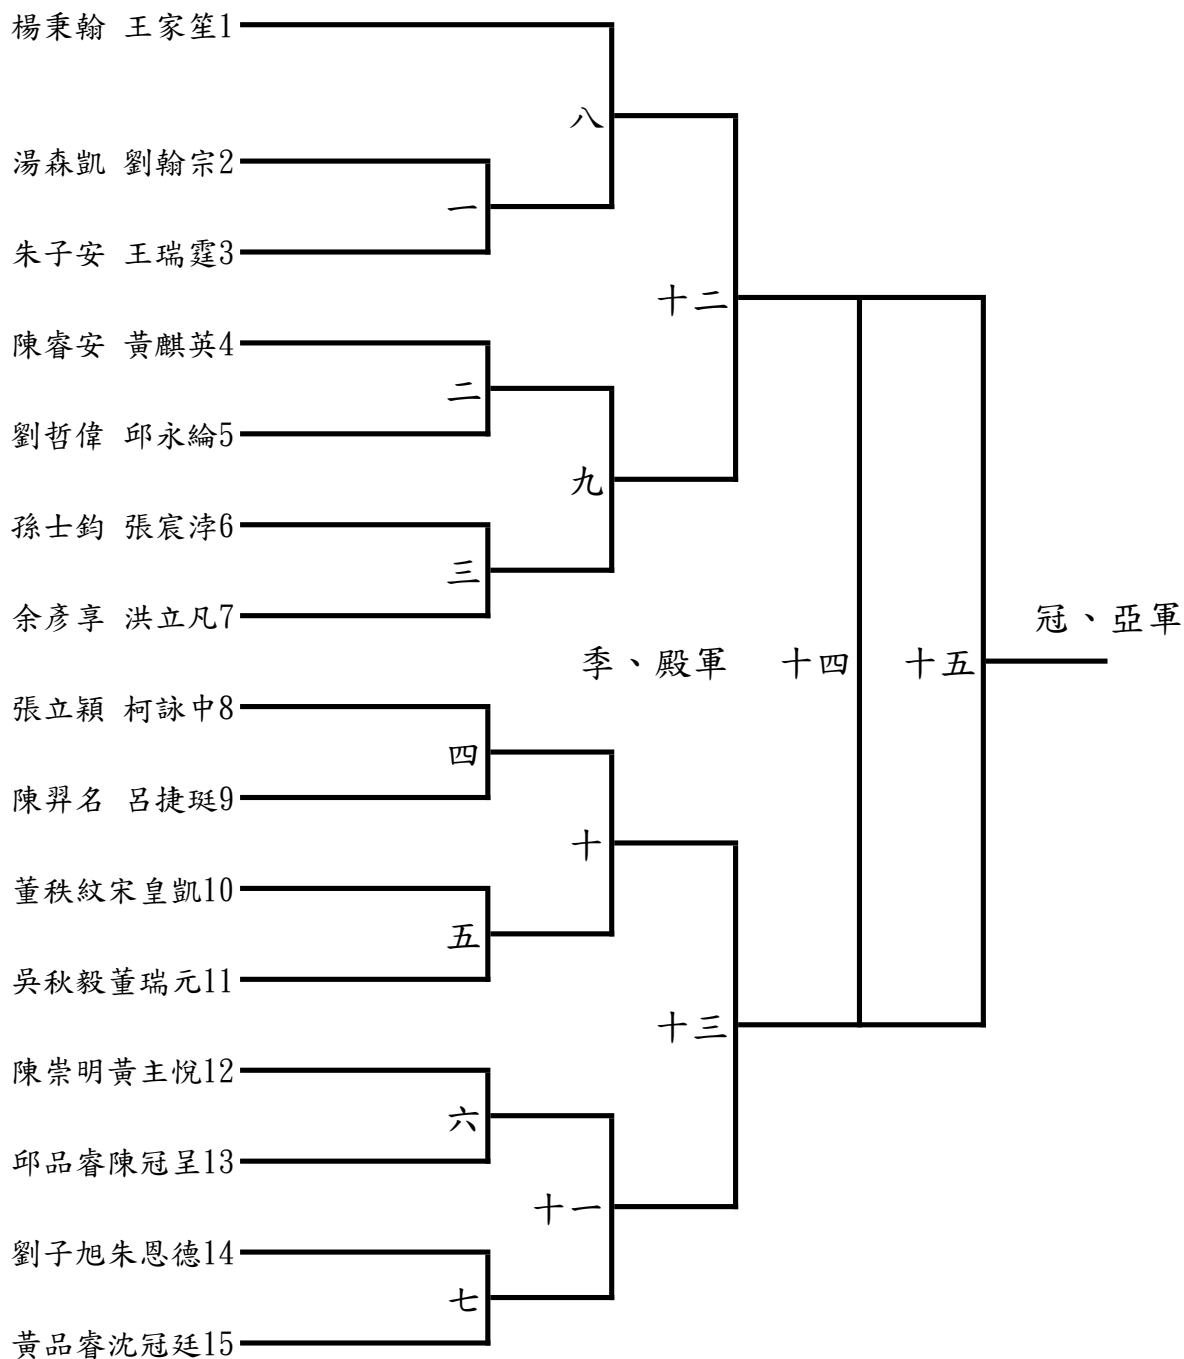 楊秉翰 王家笙1
八
湯森凱 劉翰宗2
一
朱子安 王瑞霆3
十二
陳睿安 黃麒英4
二
劉哲偉 邱永綸5
九
孫士鈞 張宸浡6
三
余彥享 洪立凡7
冠、亞軍
季、殿軍 十四 十五
張立穎 柯詠中8
四
陳羿名 呂捷珽9
十
董秩紋宋皇凱10
五
吳秋毅董瑞元11
十三
陳崇明黃主悅12
六
邱品睿陳冠呈13
十一
劉子旭朱恩德14
七
黃品睿沈冠廷15